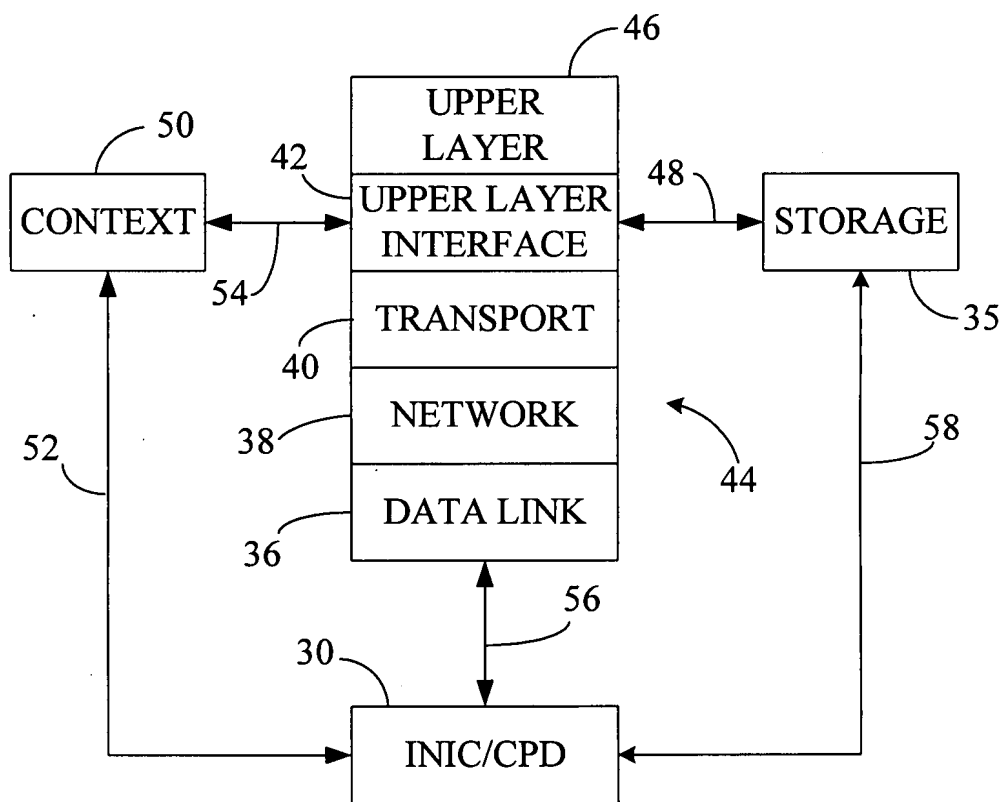 46
UPPER
LAYER
50
42
48
CONTEXT
UPPER LAYER
INTERFACE
STORAGE
54
35
TRANSPORT
40
NETWORK
38
52
58
44
DATA LINK
36
56
30
INIC/CPD